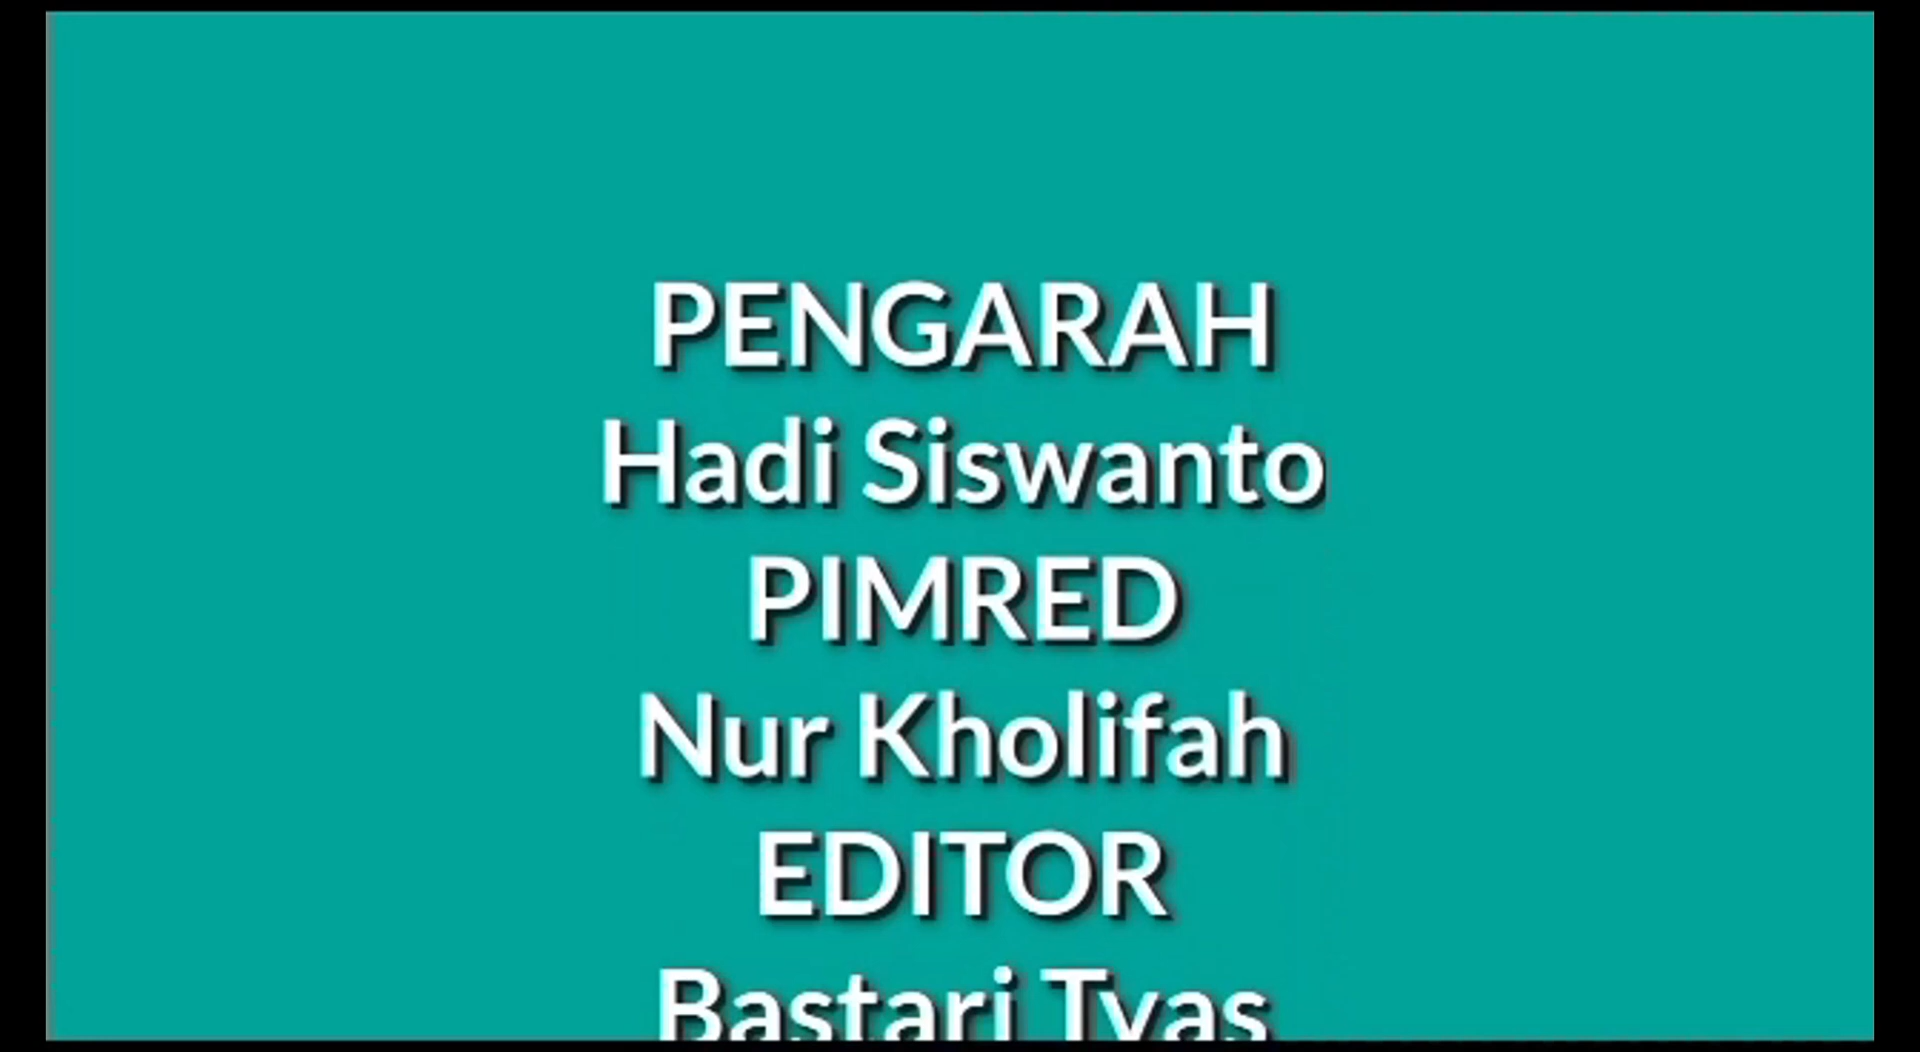 PENGARAH
Hadi Siswanto
PIMRED
Nur Kholifah
EDITOR
Bastari Tyas